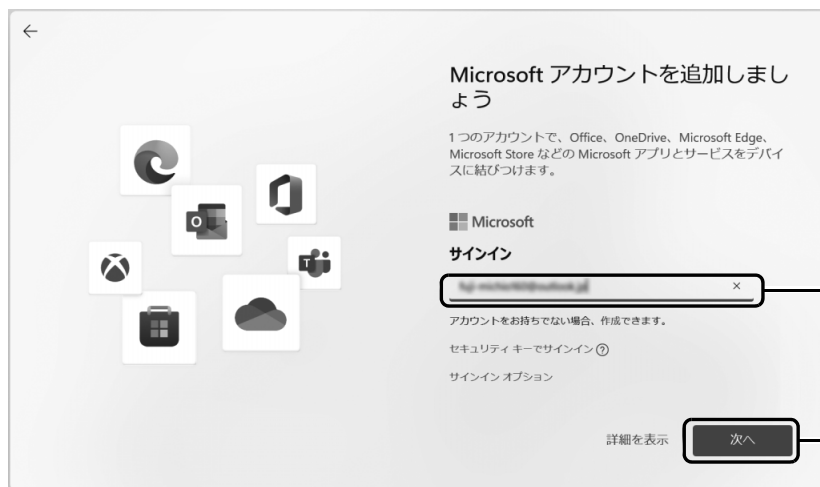 Microsoft アカウントを追加しまし
ょう
1 つのアカウントで、Office、OneDrive、Microsoft Edge、
Microsoft Store などの Microsoft アプリとサービスをデバイ
スに結びつけます。
Microsoft
サインイン
アカウントをお持ちでない場合、作成できます。
セキュリティ キーでサインイン
サインイン オプション
詳細を表示
次へ